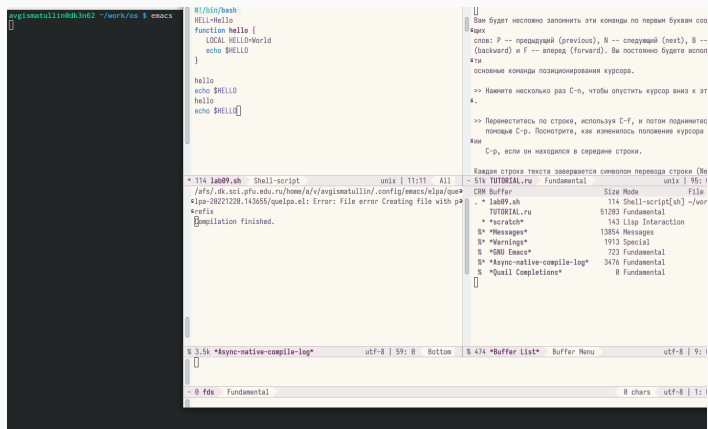 avgismatullin@dk3n62 ~/work/os $ emacs
#!/bin/bash
HELL=Hello
function hello {
LOCAL HELLO=World
echo $HELLO
}
hello
echo $HELLO
hello
echo $HELLO
* 114 lab09.sh Shell-script unix | 11:11 All
Вам будет несложно запомнить эти команды по первым буквам соо
щих
слов: P -- предыдущий (previous), N -- следующий (next), B --
(backward) и F -- вперед (forward). Вы постоянно будете испол
ти
основные команды позиционирования курсора.
>> Нажмите несколько раз C-n, чтобы опустить курсор вниз к эт
.
>> Переместитесь по строке, используя C-f, и потом поднимитес
помощью C-p. Посмотрите, как изменилось положение курсора
ии
C-p, если он находился в середине строки.
Каждая строка текста завершается символом перевода строки (Ne
- 51k TUTORIAL.ru Fundamental unix | 95:
/afs/.dk.sci.pfu.edu.ru/home/a/v/avgismatullin/.config/emacs/elpa/que
lpa-20221220.143655/quelpa.el: Error: File error Creating file with p
refix
Compilation finished.
% 3.5k *Async-native-compile-log* utf-8 | 59: 0 Bottom
CRM Buffer Size Mode File
. * lab09.sh 114 Shell-script[sh] ~/wor
TUTORIAL.ru 51203 Fundamental
* *scratch* 143 Lisp Interaction
%* *Messages* 13854 Messages
%* *Warnings* 1913 Special
% *GNU Emacs* 723 Fundamental
%* *Async-native-compile-log* 3476 Fundamental
% *Quail Completions* 0 Fundamental
% 474 *Buffer List* Buffer Menu utf-8 | 9:
- 0 fds Fundamental 0 chars utf-8 | 1: